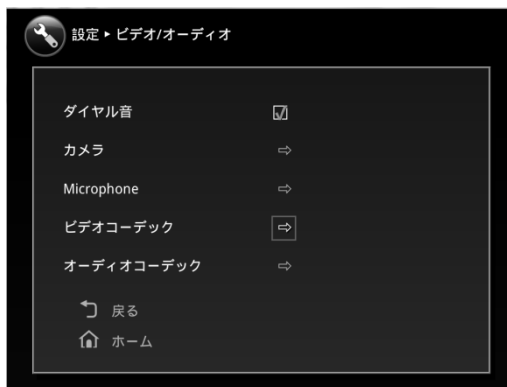 設定 ▸ ビデオ/オーディオ
ダイヤル音
カメラ
Microphone
ビデオコーデック
オーディオコーデック
戻る
ホーム